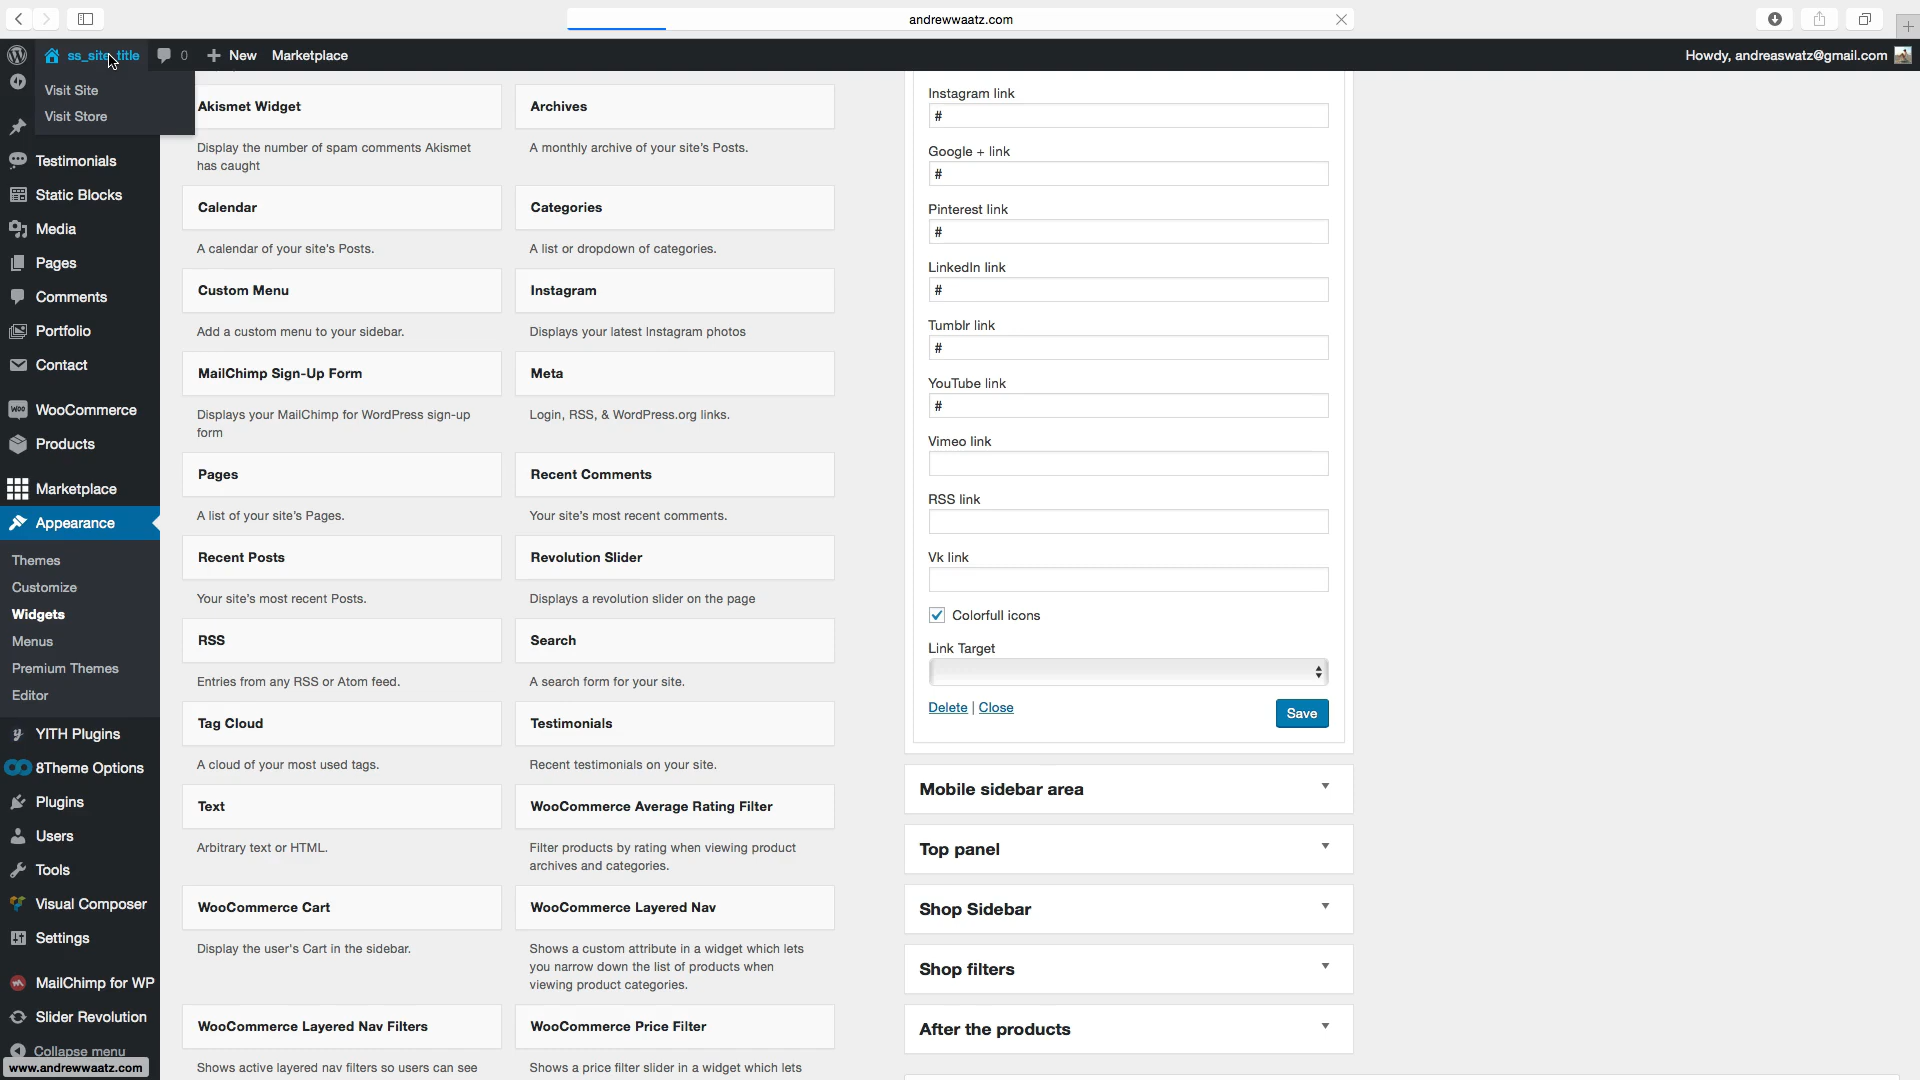 andrewwaatz.com
ss_site_title
0
New
Marketplace
Howdy, andreaswatz@gmail.com
Visit Site
Visit Store
Testimonials
Static Blocks
Media
Pages
Comments
Portfolio
Contact
WooCommerce
Products
Marketplace
Appearance
Themes
Customize
Widgets
Menus
Premium Themes
Editor
YITH Plugins
8Theme Options
Plugins
Users
Tools
Visual Composer
Settings
MailChimp for WP
Slider Revolution
Collapse menu
www.andrewwaatz.com
Akismet Widget
Display the number of spam comments Akismet
has caught
Archives
A monthly archive of your site's Posts.
Calendar
A calendar of your site's Posts.
Categories
A list or dropdown of categories.
Custom Menu
Add a custom menu to your sidebar.
Instagram
Displays your latest Instagram photos
MailChimp Sign-Up Form
Displays your MailChimp for WordPress sign-up
form
Meta
Login, RSS, & WordPress.org links.
Pages
A list of your site's Pages.
Recent Comments
Your site's most recent comments.
Recent Posts
Your site's most recent Posts.
Revolution Slider
Displays a revolution slider on the page
RSS
Entries from any RSS or Atom feed.
Search
A search form for your site.
Tag Cloud
A cloud of your most used tags.
Testimonials
Recent testimonials on your site.
Text
Arbitrary text or HTML.
WooCommerce Average Rating Filter
Filter products by rating when viewing product
archives and categories.
WooCommerce Cart
Display the user's Cart in the sidebar.
WooCommerce Layered Nav
Shows a custom attribute in a widget which lets
you narrow down the list of products when
viewing product categories.
WooCommerce Layered Nav Filters
Shows active layered nav filters so users can see
WooCommerce Price Filter
Shows a price filter slider in a widget which lets
Instagram link
#
Google + link
#
Pinterest link
#
LinkedIn link
#
Tumblr link
#
YouTube link
#
Vimeo link
RSS link
Vk link
Colorfull icons
Link Target
Delete | Close
Save
Mobile sidebar area
Top panel
Shop Sidebar
Shop filters
After the products